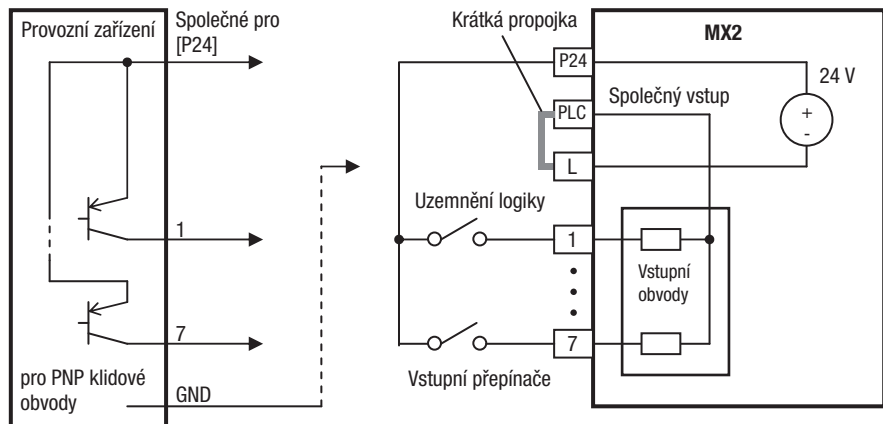 Provozní zařízení
Společné pro
[P24]
1
7
pro PNP klidové
obvody
GND
Krátká propojka
MX2
P24
24 V
PLC
Společný vstup
+
-
L
Uzemnění logiky
1
Vstupní
obvody
7
Vstupní přepínače